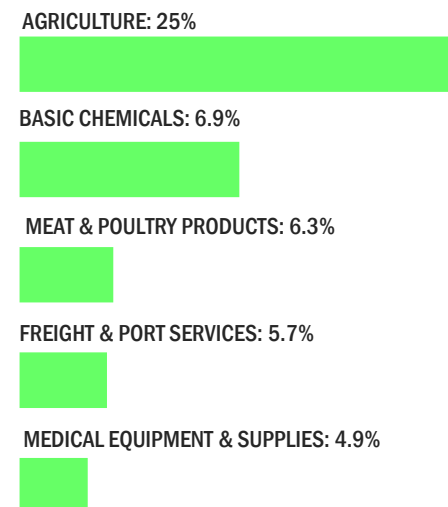 AGRICULTURE: 25%
BASIC CHEMICALS: 6.9%
MEAT & POULTRY PRODUCTS: 6.3%
FREIGHT & PORT SERVICES: 5.7%
MEDICAL EQUIPMENT & SUPPLIES: 4.9%